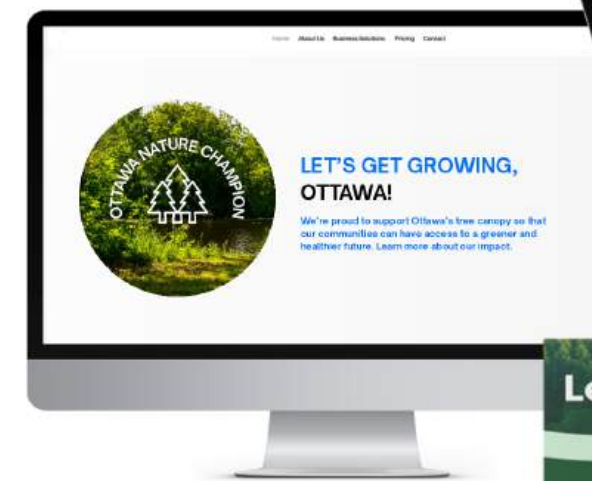 Home About Us Business Solutions Pricing Contact
OTTAWA NATURE CHAMPION
LET'S GET GROWING,
OTTAWA!
We're proud to support Ottawa's tree canopy so that
our communities can have access to a greener and
healthier future. Learn more about our impact.